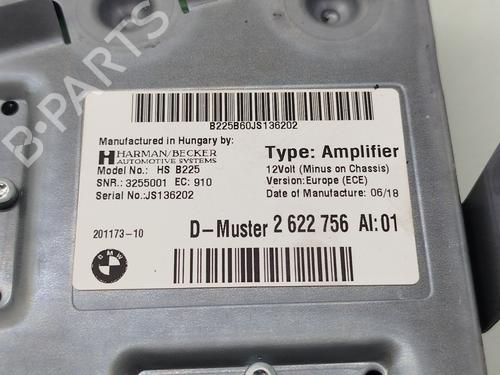 B-PARTS
B225B60JS136202
Manufactured in Hungary by:
HARMAN/BECKER
AUTOMOTIVE SYSTEMS
Model No.: HS B225
SNR.: 3255001 EC: 910
Serial No.:JS136202
Type: Amplifier
12Volt (Minus on Chassis)
Version:Europe (ECE)
Date of Manufacture: 06/18
201173-10
D-Muster 2 622 756 AI: 01
BMW